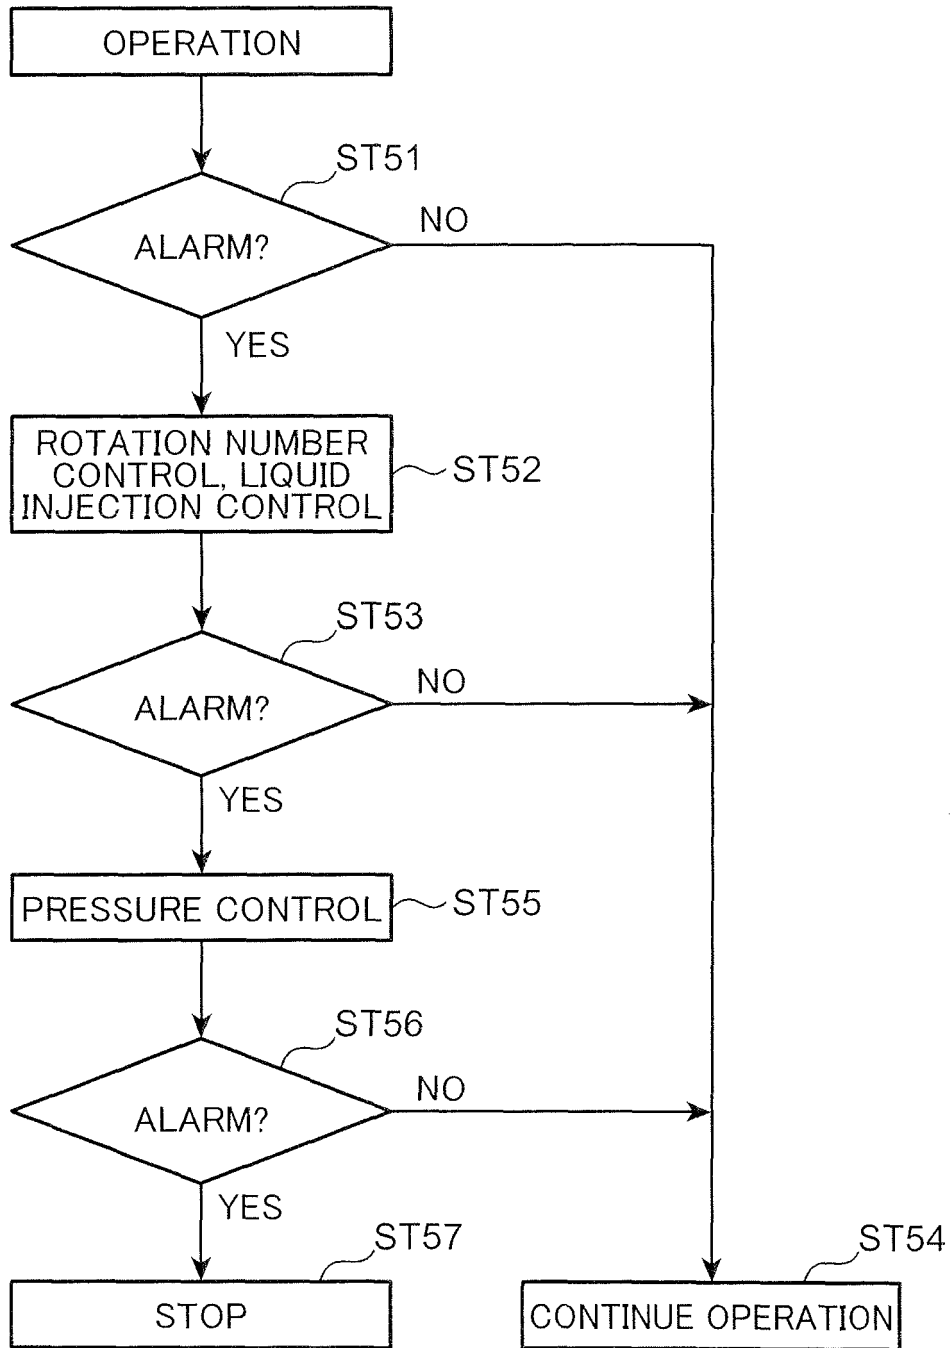 OPERATION
ST51
ALARM?
NO
YES
ROTATION NUMBER
CONTROL, LIQUID
INJECTION CONTROL
ST52
ST53
ALARM?
NO
YES
PRESSURE CONTROL
ST55
ST56
ALARM?
NO
YES
ST57
STOP
ST54
CONTINUE OPERATION